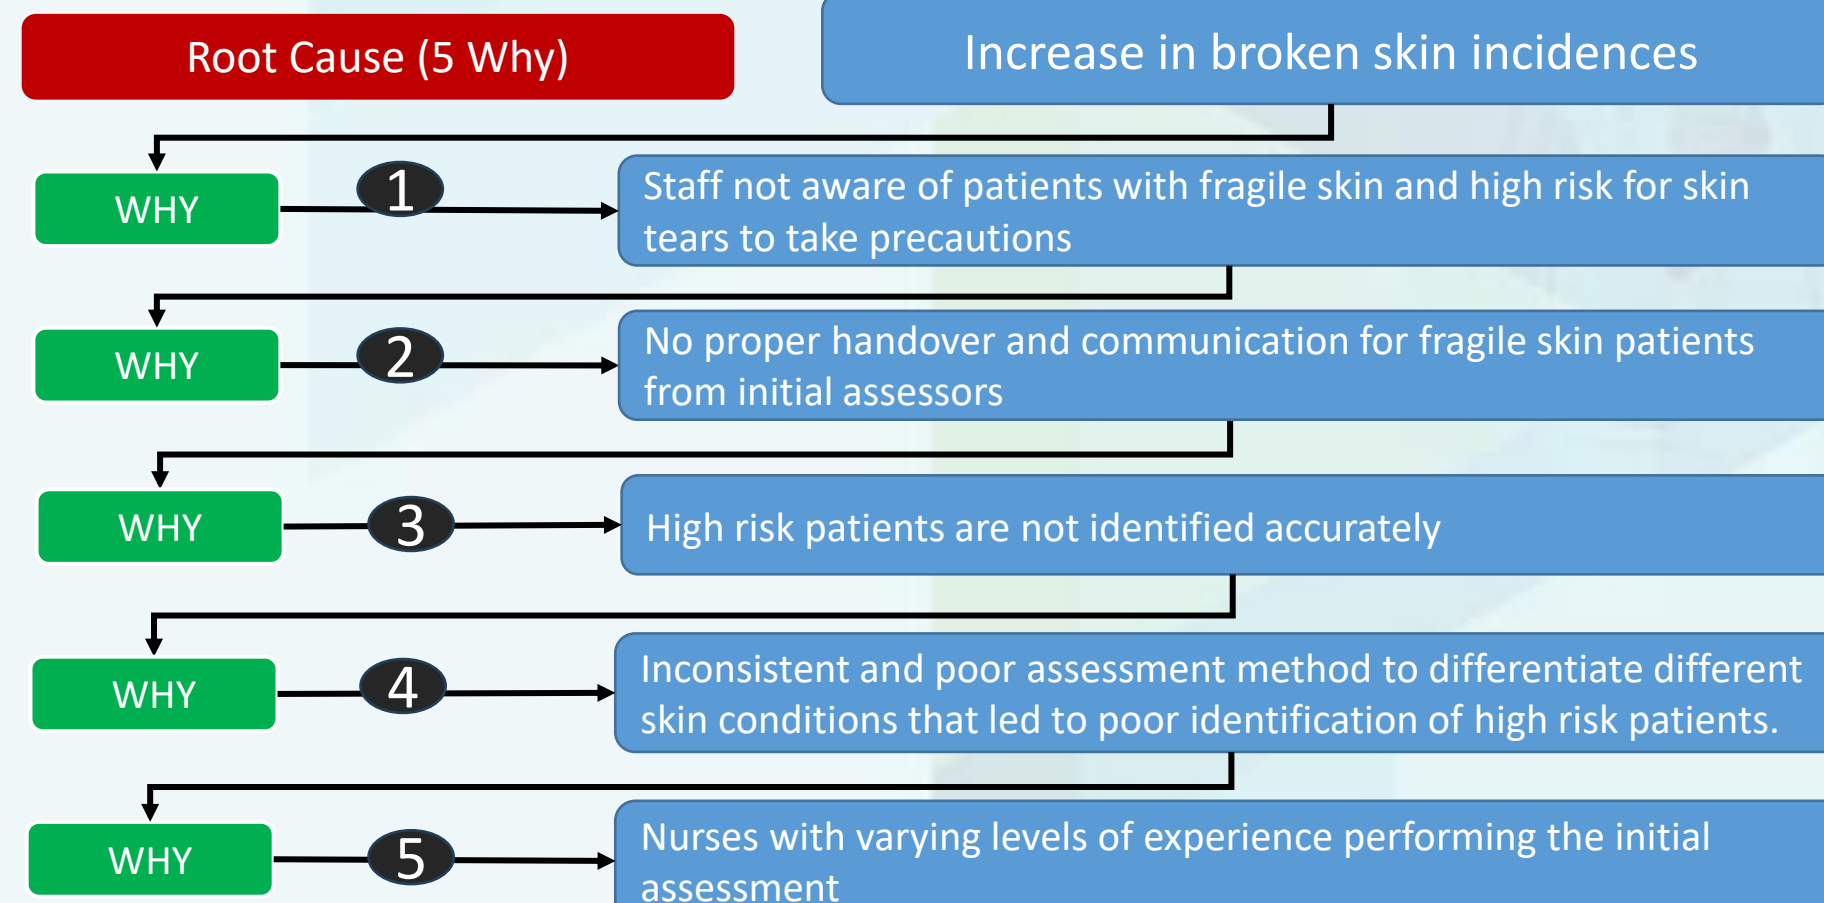 Root Cause (5 Why)
Increase in broken skin incidences
WHY
1
Staff not aware of patients with fragile skin and high risk for skin
tears to take precautions
WHY
2
No proper handover and communication for fragile skin patients
from initial assessors
WHY
3
High risk patients are not identified accurately
WHY
4
Inconsistent and poor assessment method to differentiate different
skin conditions that led to poor identification of high risk patients.
WHY
5
Nurses with varying levels of experience performing the initial
assessment